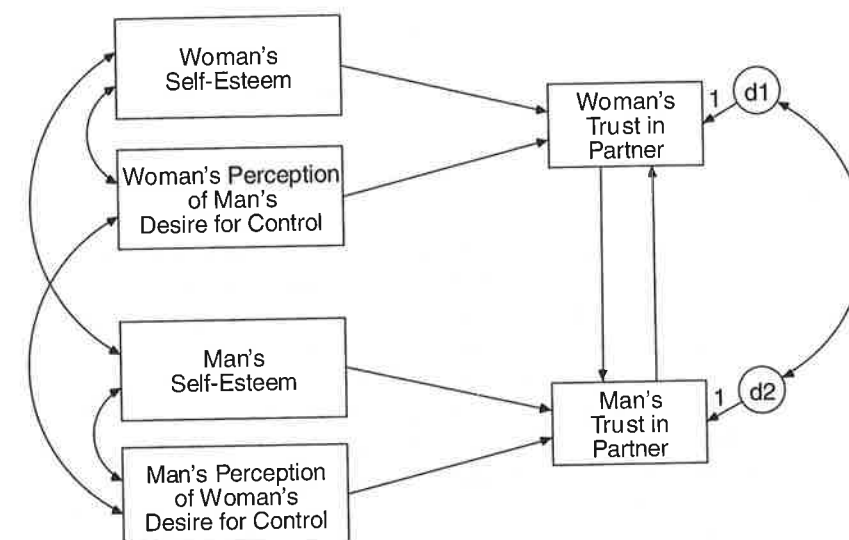 Woman's
Self-Esteem
Woman's Perception
of Man's
Desire for Control
Woman's
Trust in
Partner
1
d1
Man's
Self-Esteem
Man's Perception
of Woman's
Desire for Control
Man's
Trust in
Partner
1
d2